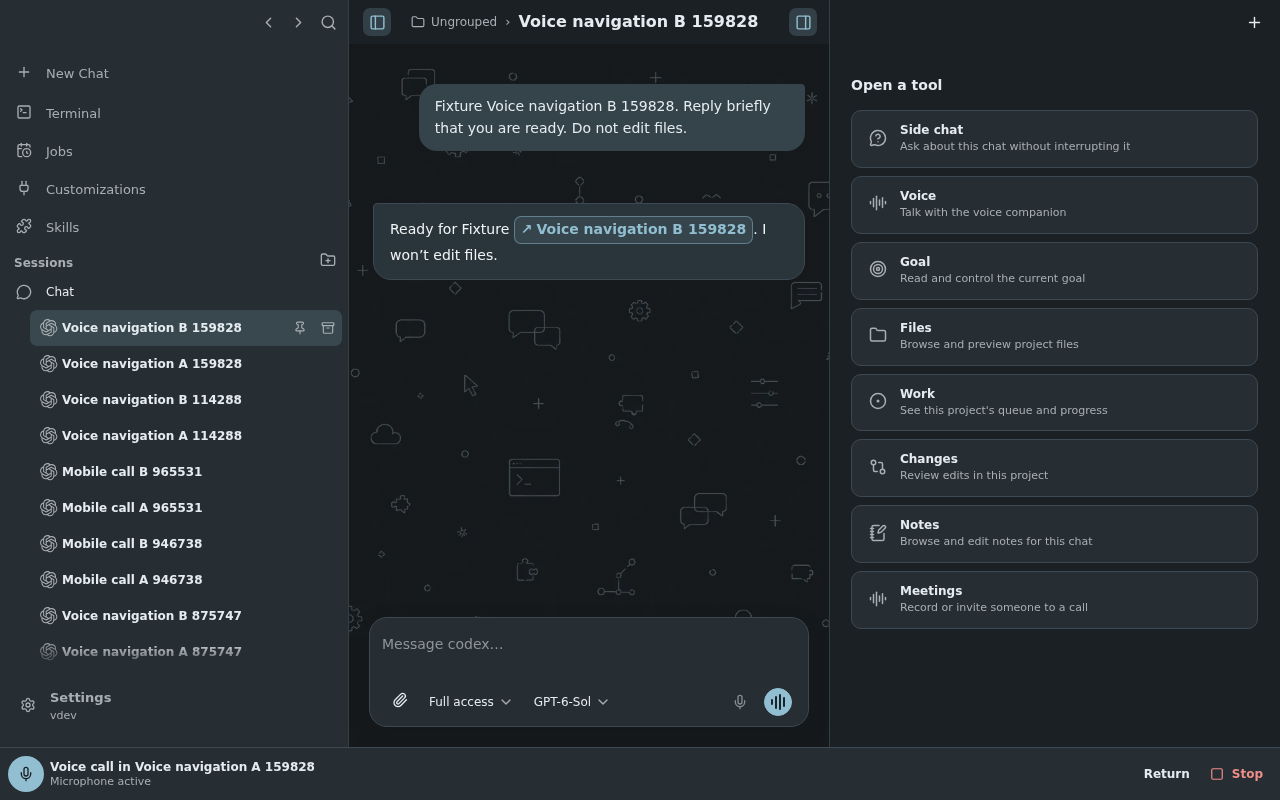 New Chat
Terminal
Jobs
Customizations
Skills
Sessions
Chat
Voice navigation B 159828
Voice navigation A 159828
Voice navigation B 114288
Voice navigation A 114288
Mobile call B 965531
Mobile call A 965531
Mobile call B 946738
Mobile call A 946738
Voice navigation B 875747
Voice navigation A 875747
Settings
vdev
Ungrouped › Voice navigation B 159828
Fixture Voice navigation B 159828. Reply briefly
that you are ready. Do not edit files.
Ready for Fixture ↗ Voice navigation B 159828. I
won’t edit files.
Message codex…
Full access
GPT-6-Sol
Open a tool
Side chat
Ask about this chat without interrupting it
Voice
Talk with the voice companion
Goal
Read and control the current goal
Files
Browse and preview project files
Work
See this project's queue and progress
Changes
Review edits in this project
Notes
Browse and edit notes for this chat
Meetings
Record or invite someone to a call
Voice call in Voice navigation A 159828
Microphone active
Return
Stop